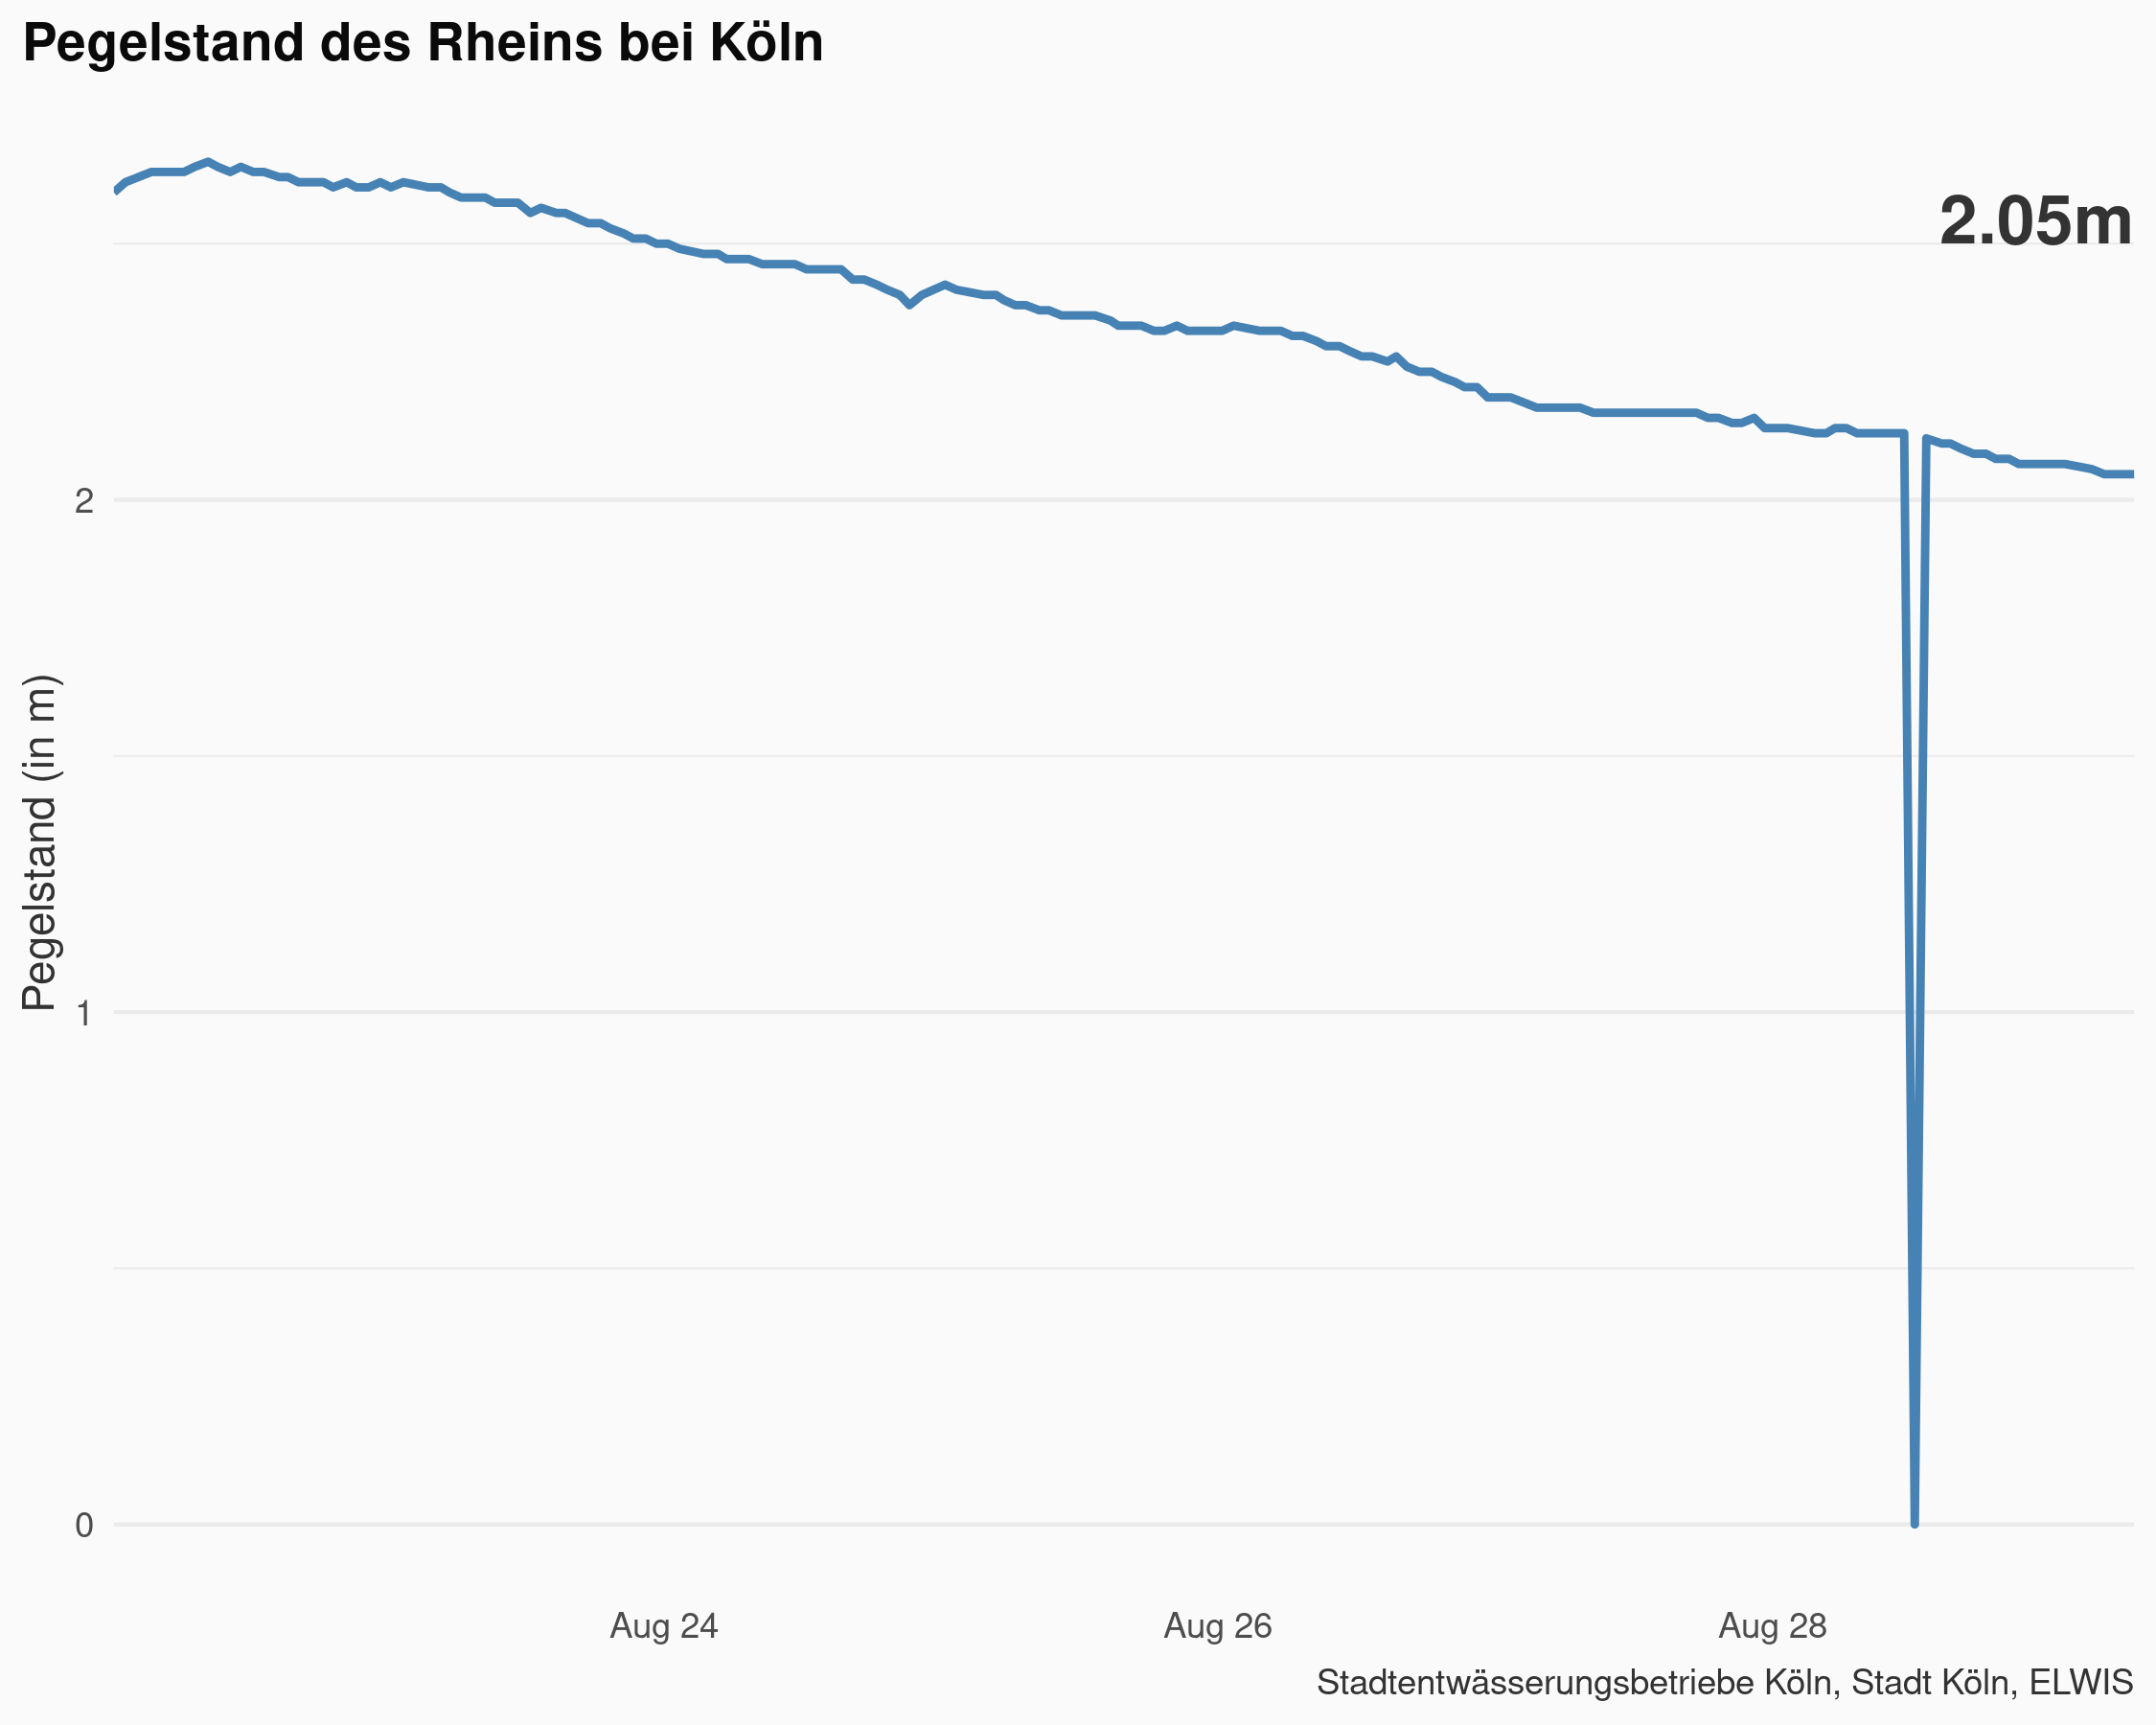 Pegelstand des Rheins bei Köln
2.05m
Pegelstand (in m)
2
1
0
Aug 24
Aug 26
Aug 28
Stadtentwässerungsbetriebe Köln, Stadt Köln, ELWIS